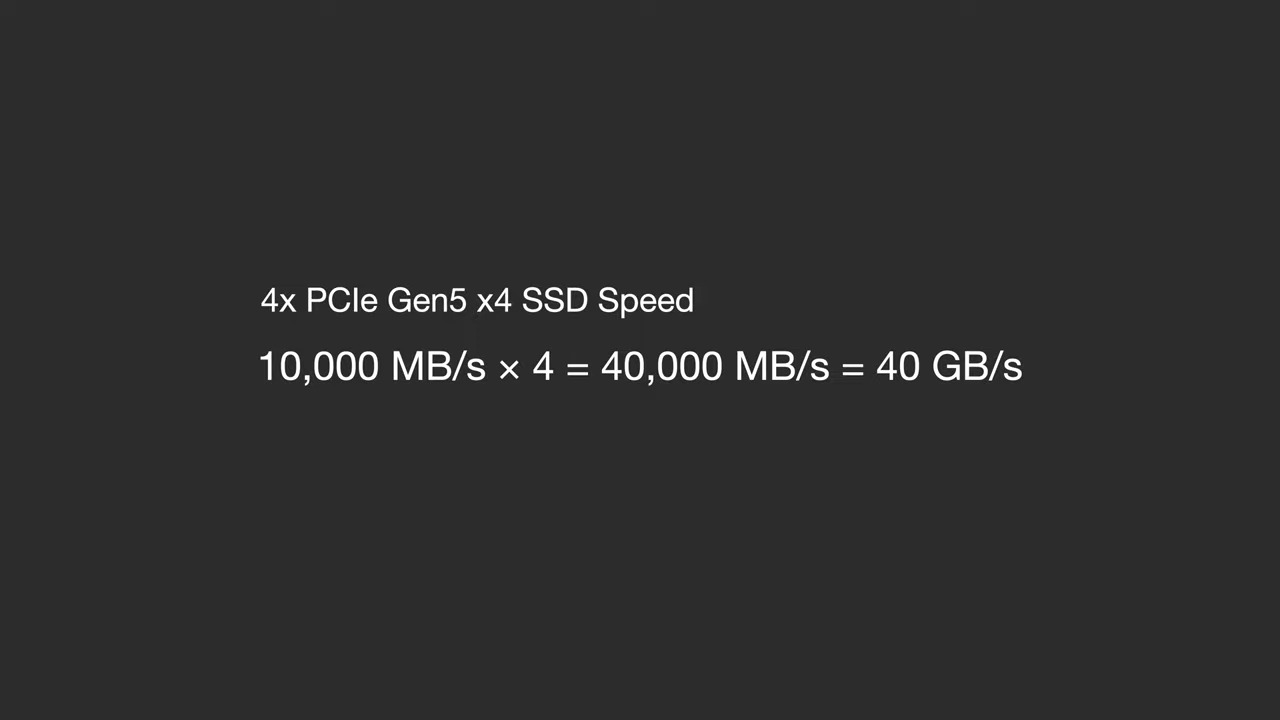 4x PCIe Gen5 x4 SSD Speed
10,000 MB/s × 4 = 40,000 MB/s = 40 GB/s